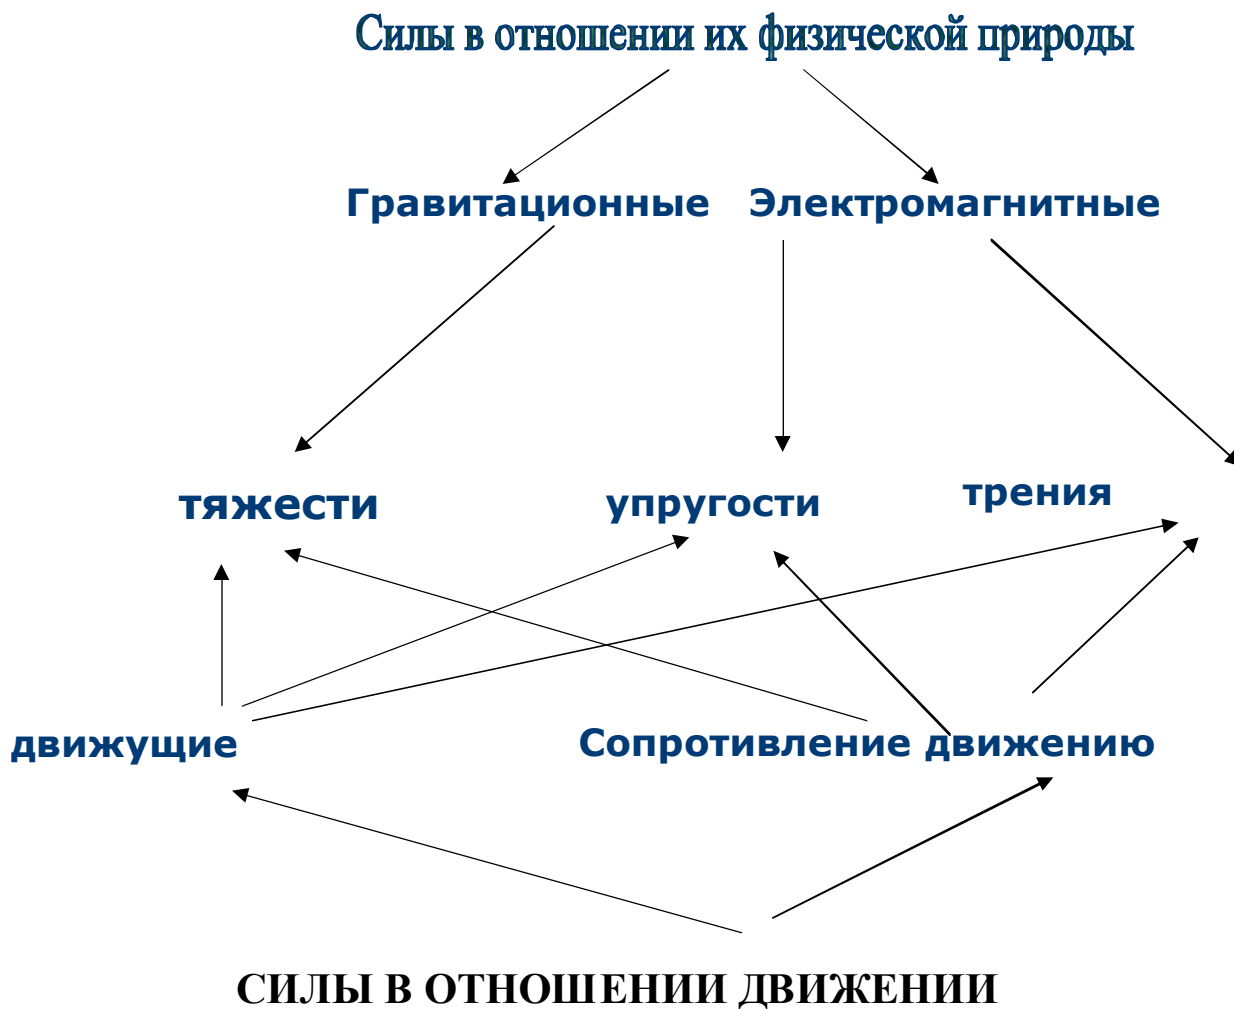 Силы в отношении их физической природы
Гравитационные Электромагнитные
тяжести упругости трения
движущие Сопротивление движению
СИЛЫ В ОТНОШЕНИИ ДВИЖЕНИИ